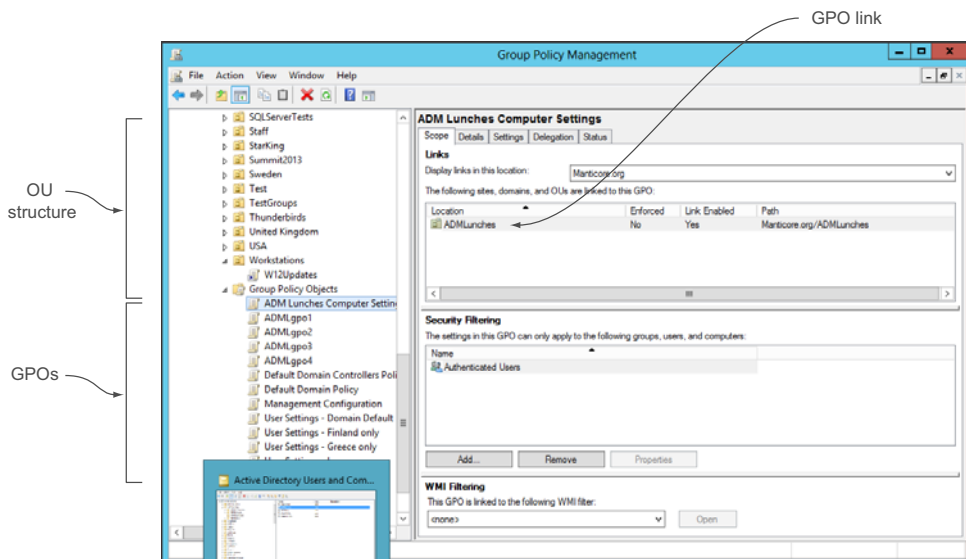 GPO link
Group Policy Management
File Action View Window Help
OU
structure
GPOs
SQLServerTests
Staff
StarKing
Summit2013
Sweden
Test
TestGroups
Thunderbirds
United Kingdom
USA
Workstations
W12Updates
Group Policy Objects
ADM Lunches Computer Settin
ADMLgpo1
ADMLgpo2
ADMLgpo3
ADMLgpo4
Default Domain Controllers Poli
Default Domain Policy
Management Configuration
User Settings - Domain Default
User Settings - Finland only
User Settings - Greece only
Active Directory Users and Com...
ADM Lunches Computer Settings
Scope Details Settings Delegation Status
Links
Display links in this location: Manticore.org
The following sites, domains, and OUs are linked to this GPO:
Location Enforced Link Enabled Path
ADMLunches No Yes Manticore.org/ADMLunches
Security Filtering
The settings in this GPO can only apply to the following groups, users, and computers:
Name
Authenticated Users
Add... Remove Properties
WMI Filtering
This GPO is linked to the following WMI filter:
<none> Open